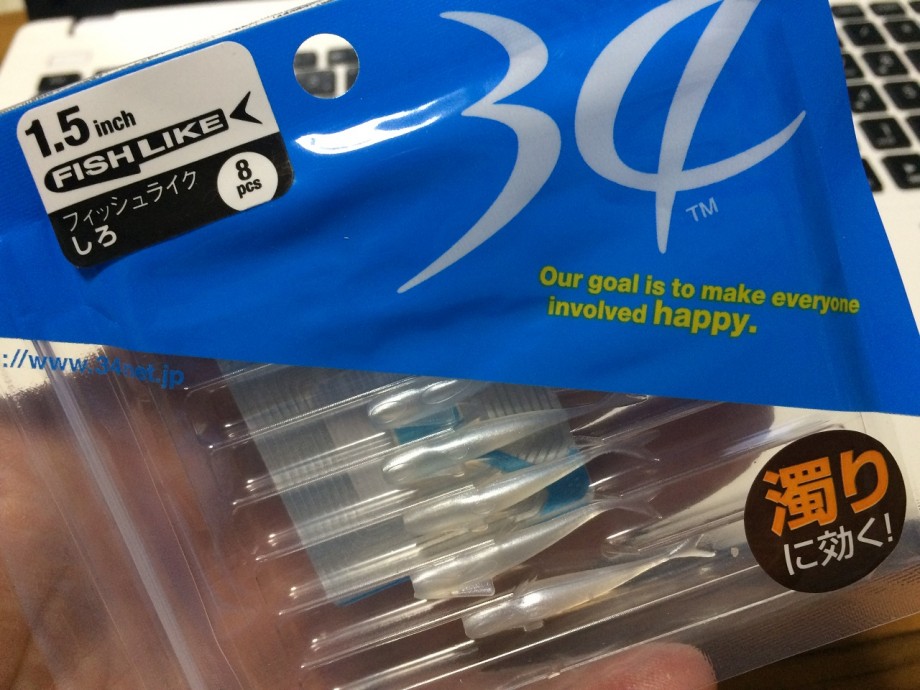 1.5 inch
FISH LIKE
8
pcs
フィッシュライク
しろ
34
TM
Our goal is to make everyone
involved happy.
://www.34net.jp
濁り
に効く!